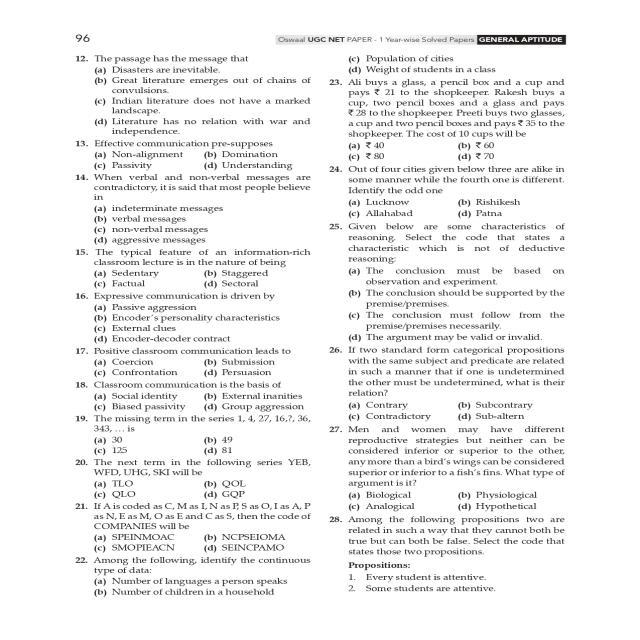 96
Oswaal UGC NET PAPER - 1 Year-wise Solved Papers GENERAL APTITUDE
12. The passage has the message that
(a) Disasters are inevitable.
(b) Great literature emerges out of chains of
convulsions.
(c) Indian literature does not have a marked
landscape.
(d) Literature has no relation with war and
independence.
13. Effective communication pre-supposes
(a) Non-alignment (b) Domination
(c) Passivity (d) Understanding
14. When verbal and non-verbal messages are
contradictory, it is said that most people believe
in
(a) indeterminate messages
(b) verbal messages
(c) non-verbal messages
(d) aggressive messages
15. The typical feature of an information-rich
classroom lecture is in the nature of being
(a) Sedentary (b) Staggered
(c) Factual (d) Sectoral
16. Expressive communication is driven by
(a) Passive aggression
(b) Encoder's personality characteristics
(c) External clues
(d) Encoder-decoder contract
17. Positive classroom communication leads to
(a) Coercion (b) Submission
(c) Confrontation (d) Persuasion
18. Classroom communication is the basis of
(a) Social identity (b) External inanities
(c) Biased passivity (d) Group aggression
19. The missing term in the series 1, 4, 27, 16,?, 36,
343, ... is
(a) 30 (b) 49
(c) 125 (d) 81
20. The next term in the following series YEB,
WFD, UHG, SKI will be
(a) TLO (b) QOL
(c) QLO (d) GQP
21. If A is coded as C, M as I, N as P, S as O, I as A, P
as N, E as M, O as E and C as S, then the code of
COMPANIES will be
(a) SPEINMOAC (b) NCPSEIOMA
(c) SMOPIEACN (d) SEINCPAMO
22. Among the following, identify the continuous
type of data:
(a) Number of languages a person speaks
(b) Number of children in a household
(c) Population of cities
(d) Weight of students in a class
23. Ali buys a glass, a pencil box and a cup and
pays ₹ 21 to the shopkeeper. Rakesh buys a
cup, two pencil boxes and a glass and pays
₹ 28 to the shopkeeper. Preeti buys two glasses,
a cup and two pencil boxes and pays ₹ 35 to the
shopkeeper. The cost of 10 cups will be
(a) ₹ 40 (b) ₹ 60
(c) ₹ 80 (d) ₹ 70
24. Out of four cities given below three are alike in
some manner while the fourth one is different.
Identify the odd one
(a) Lucknow (b) Rishikesh
(c) Allahabad (d) Patna
25. Given below are some characteristics of
reasoning. Select the code that states a
characteristic which is not of deductive
reasoning:
(a) The conclusion must be based on
observation and experiment.
(b) The conclusion should be supported by the
premise/premises.
(c) The conclusion must follow from the
premise/premises necessarily.
(d) The argument may be valid or invalid.
26. If two standard form categorical propositions
with the same subject and predicate are related
in such a manner that if one is undetermined
the other must be undetermined, what is their
relation?
(a) Contrary (b) Subcontrary
(c) Contradictory (d) Sub-altern
27. Men and women may have different
reproductive strategies but neither can be
considered inferior or superior to the other,
any more than a bird's wings can be considered
superior or inferior to a fish's fins. What type of
argument is it?
(a) Biological (b) Physiological
(c) Analogical (d) Hypothetical
28. Among the following propositions two are
related in such a way that they cannot both be
true but can both be false. Select the code that
states those two propositions.
Propositions:
1. Every student is attentive.
2. Some students are attentive.